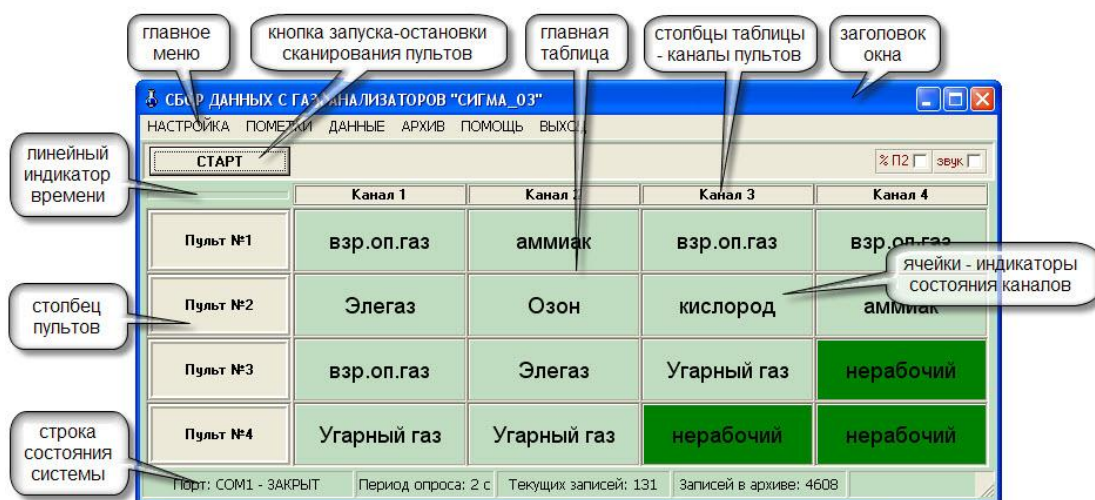 главное
меню
кнопка запуска-остановки
сканирования пультов
главная
таблица
столбцы таблицы
- каналы пультов
заголовок
окна
СБОР ДАННЫХ С ГАЗОАНАЛИЗАТОРОВ "СИГМА_03"
НАСТРОЙКА ПОМЕТКИ ДАННЫЕ АРХИВ ПОМОЩЬ ВЫХОД
линейный
индикатор
времени
СТАРТ
% П2 звук
Канал 1 Канал 2 Канал 3 Канал 4
Пульт №1 взр.оп.газ аммиак взр.оп.газ взр.оп.газ
ячейки - индикаторы
состояния каналов
столбец
пультов
Пульт №2 Элегаз Озон кислород аммиак
Пульт №3 взр.оп.газ Элегаз Угарный газ нерабочий
Пульт №4 Угарный газ Угарный газ нерабочий нерабочий
строка
состояния
системы
Порт: COM1 - ЗАКРЫТ Период опроса: 2 с Текущих записей: 131 Записей в архиве: 4608